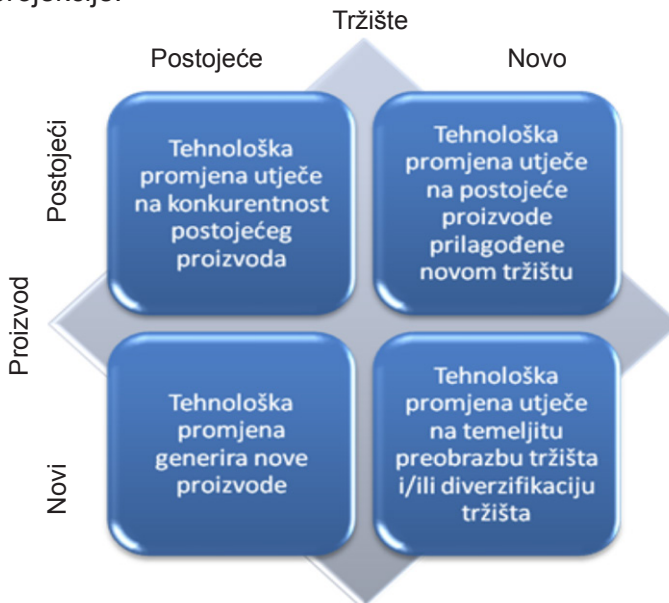 Tržište
Postojeće
Novo
Postojeći
Tehnološka
promjena utječe
na konkurentnost
postojećeg
proizvoda
Tehnološka
promjena utječe
na postojeće
proizvode
prilagođene
novom tržištu
Proizvod
Novi
Tehnološka
promjena
generira nove
proizvode
Tehnološka
promjena utječe
na temeljitu
preobrazbu tržišta
i/ili diverzifikaciju
tržišta